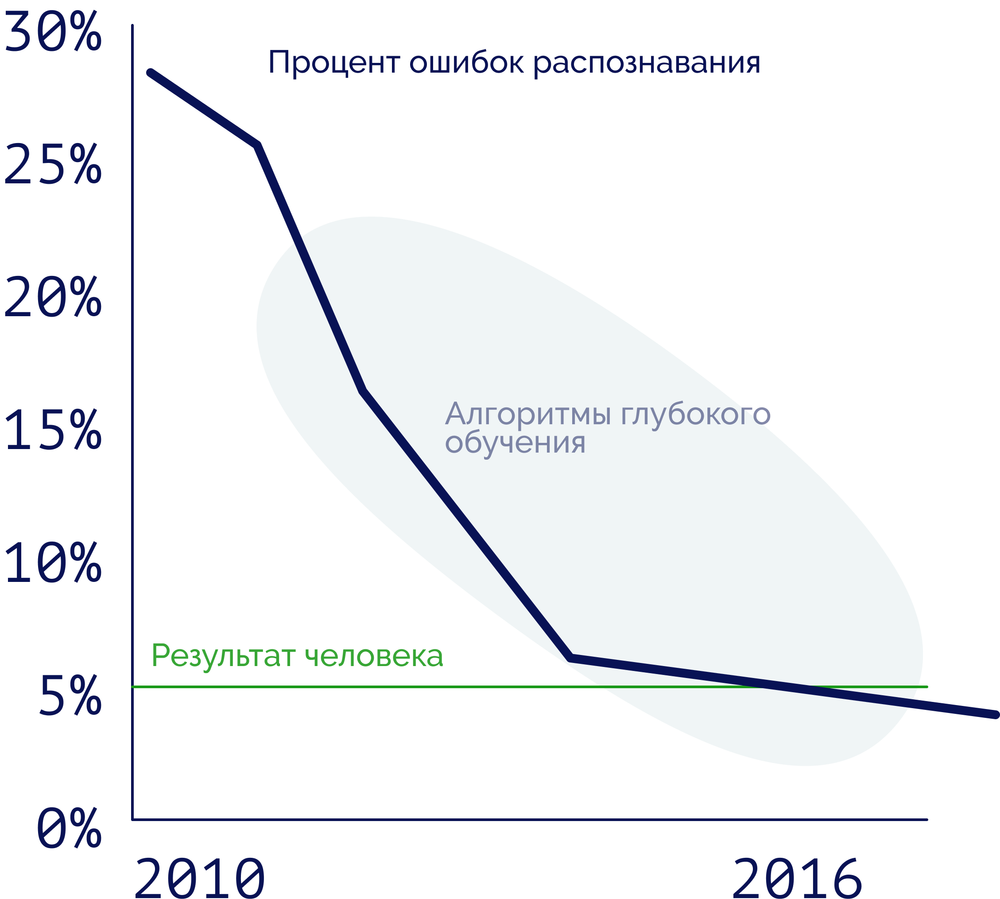 30%
Процент ошибок распознавания
25%
20%
15%
Алгоритмы глубокого
обучения
10%
Результат человека
5%
0%
2010
2016